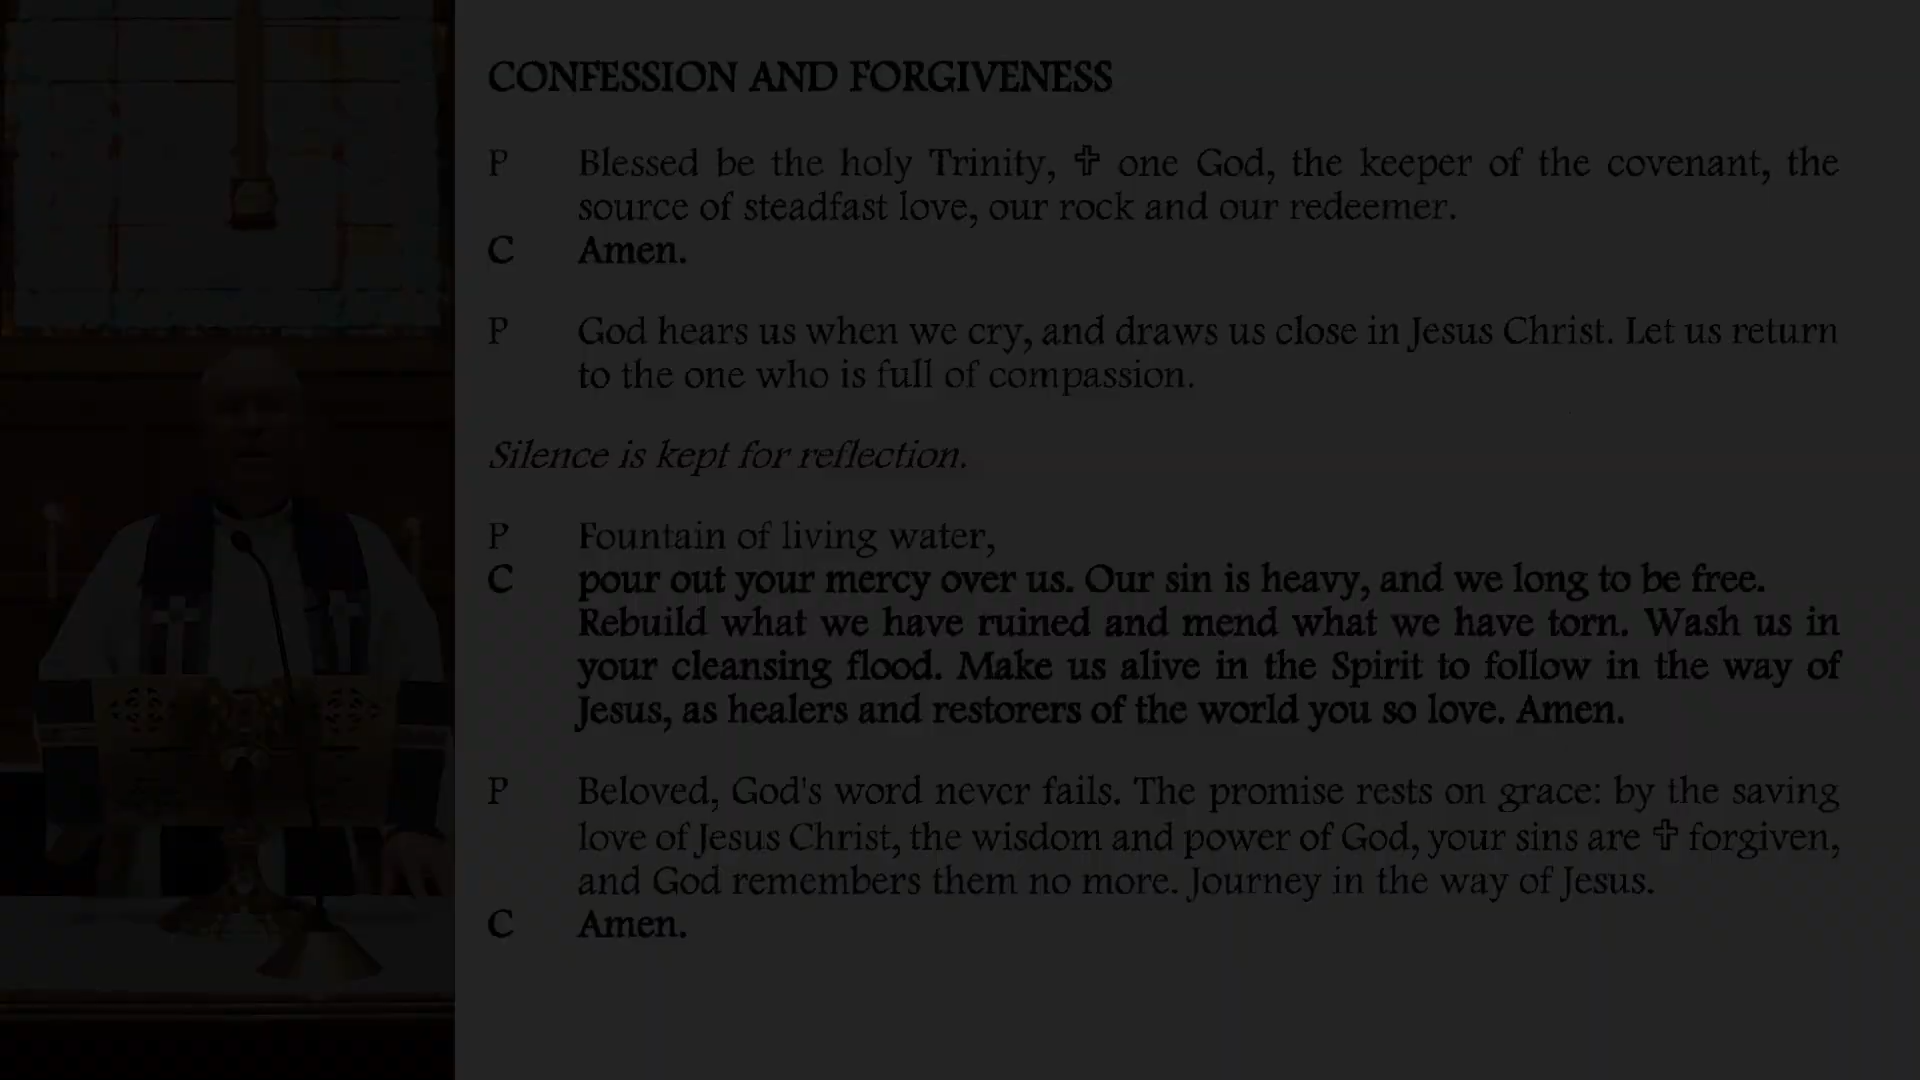 CONFESSION AND FORGIVENESS
P Blessed be the holy Trinity, ✞ one God, the keeper of the covenant, the
source of steadfast love, our rock and our redeemer.
C Amen.
P God hears us when we cry, and draws us close in Jesus Christ. Let us return
to the one who is full of compassion.
Silence is kept for reflection.
P Fountain of living water,
C pour out your mercy over us. Our sin is heavy, and we long to be free.
Rebuild what we have ruined and mend what we have torn. Wash us in
your cleansing flood. Make us alive in the Spirit to follow in the way of
Jesus, as healers and restorers of the world you so love. Amen.
P Beloved, God's word never fails. The promise rests on grace: by the saving
love of Jesus Christ, the wisdom and power of God, your sins are ✞ forgiven,
and God remembers them no more. Journey in the way of Jesus.
C Amen.